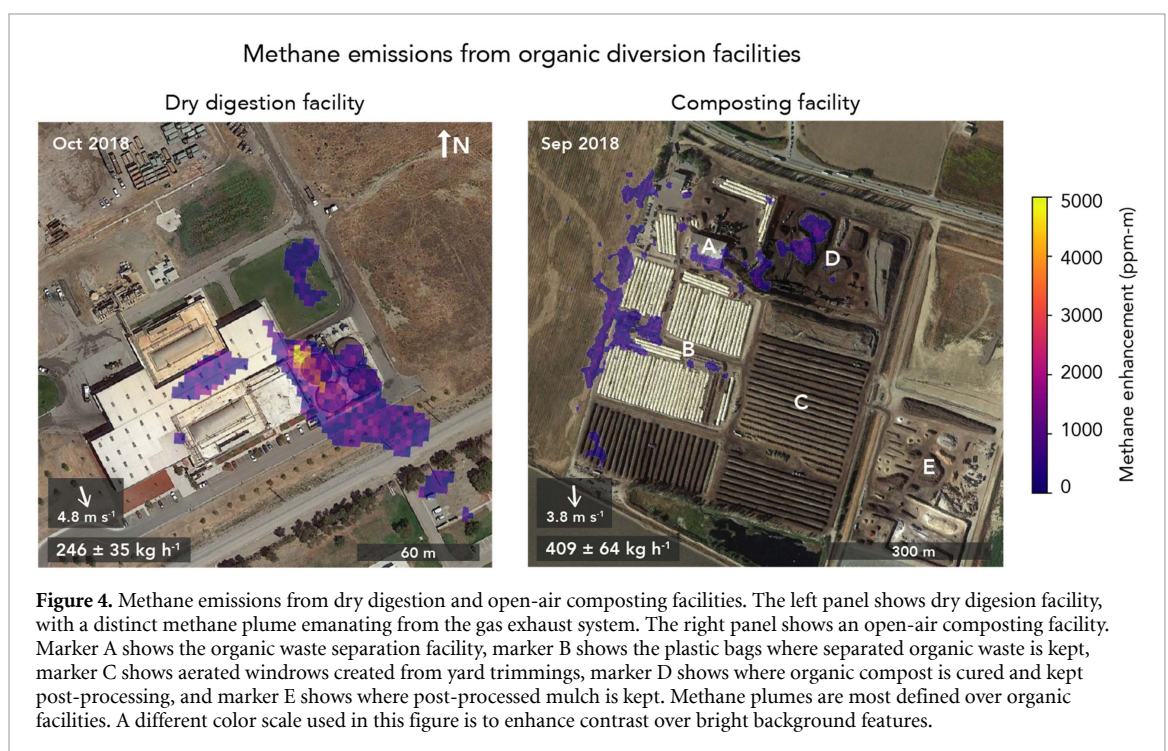 Methane emissions from organic diversion facilities
Dry digestion facility
Composting facility
Oct 2018
N
4.8 m s⁻¹
246 ± 35 kg h⁻¹
60 m
Sep 2018
A
D
B
C
E
3.8 m s⁻¹
409 ± 64 kg h⁻¹
300 m
5000
4000
3000
2000
1000
0
Methane enhancement (ppm-m)
Figure 4. Methane emissions from dry digestion and open-air composting facilities. The left panel shows dry digesion facility,
with a distinct methane plume emanating from the gas exhaust system. The right panel shows an open-air composting facility.
Marker A shows the organic waste separation facility, marker B shows the plastic bags where separated organic waste is kept,
marker C shows aerated windrows created from yard trimmings, marker D shows where organic compost is cured and kept
post-processing, and marker E shows where post-processed mulch is kept. Methane plumes are most defined over organic
facilities. A different color scale used in this figure is to enhance contrast over bright background features.